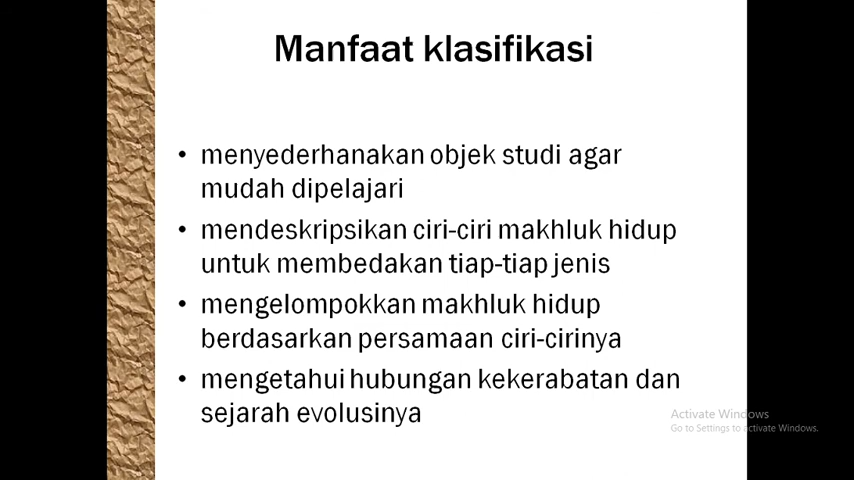 Manfaat klasifikasi
• menyederhanakan objek studi agar
mudah dipelajari
• mendeskripsikan ciri-ciri makhluk hidup
untuk membedakan tiap-tiap jenis
• mengelompokkan makhluk hidup
berdasarkan persamaan ciri-cirinya
• mengetahui hubungan kekerabatan dan
sejarah evolusinya
Activate Windows
Go to Settings to activate Windows.